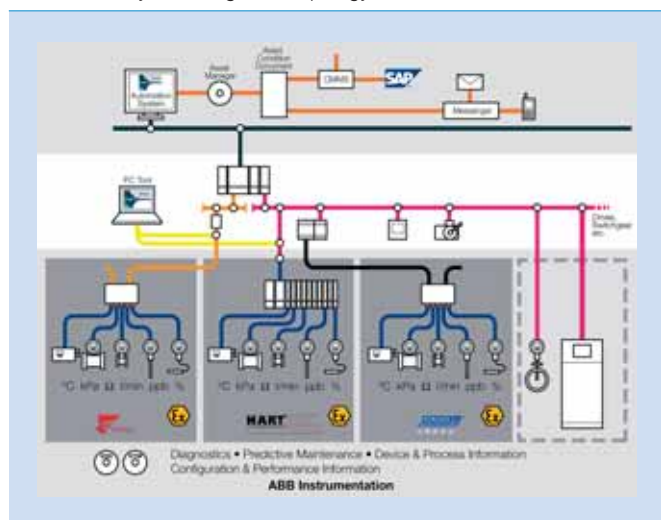 Asset
Condition
Document
Asset
Manager
CMMS
SAP
Automation
System
Messenger
PC Tool
Drives,
Switchgear
etc.
°C kPa Ω l/min ppb %
°C kPa Ω l/min ppb %
°C kPa Ω l/min ppb %
HART
Diagnostics • Predictive Maintenance • Device & Process Information
Configuration & Performance Information
ABB Instrumentation